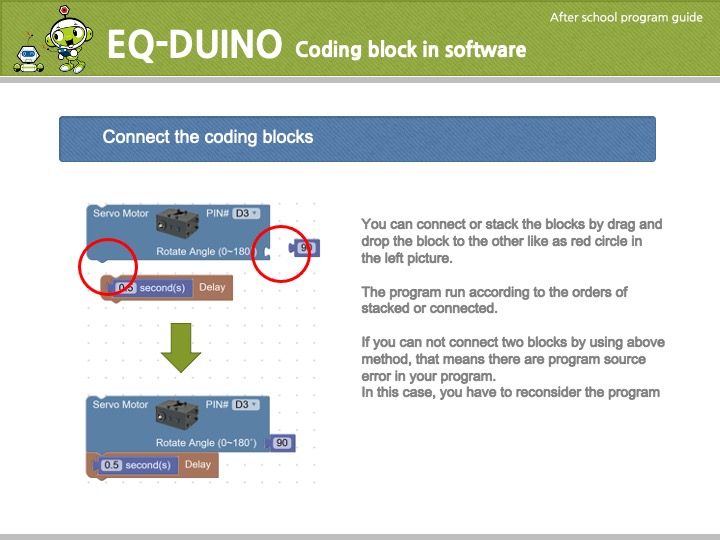 After school program guide
EQ-DUINO Coding block in software
Connect the coding blocks
Servo Motor PIN# D3
Rotate Angle (0~180˚) 90
0.5 second(s) Delay
You can connect or stack the blocks by drag and
drop the block to the other like as red circle in
the left picture.
The program run according to the orders of
stacked or connected.
If you can not connect two blocks by using above
method, that means there are program source
error in your program.
In this case, you have to reconsider the program
Servo Motor PIN# D3
Rotate Angle (0~180˚) 90
0.5 second(s) Delay